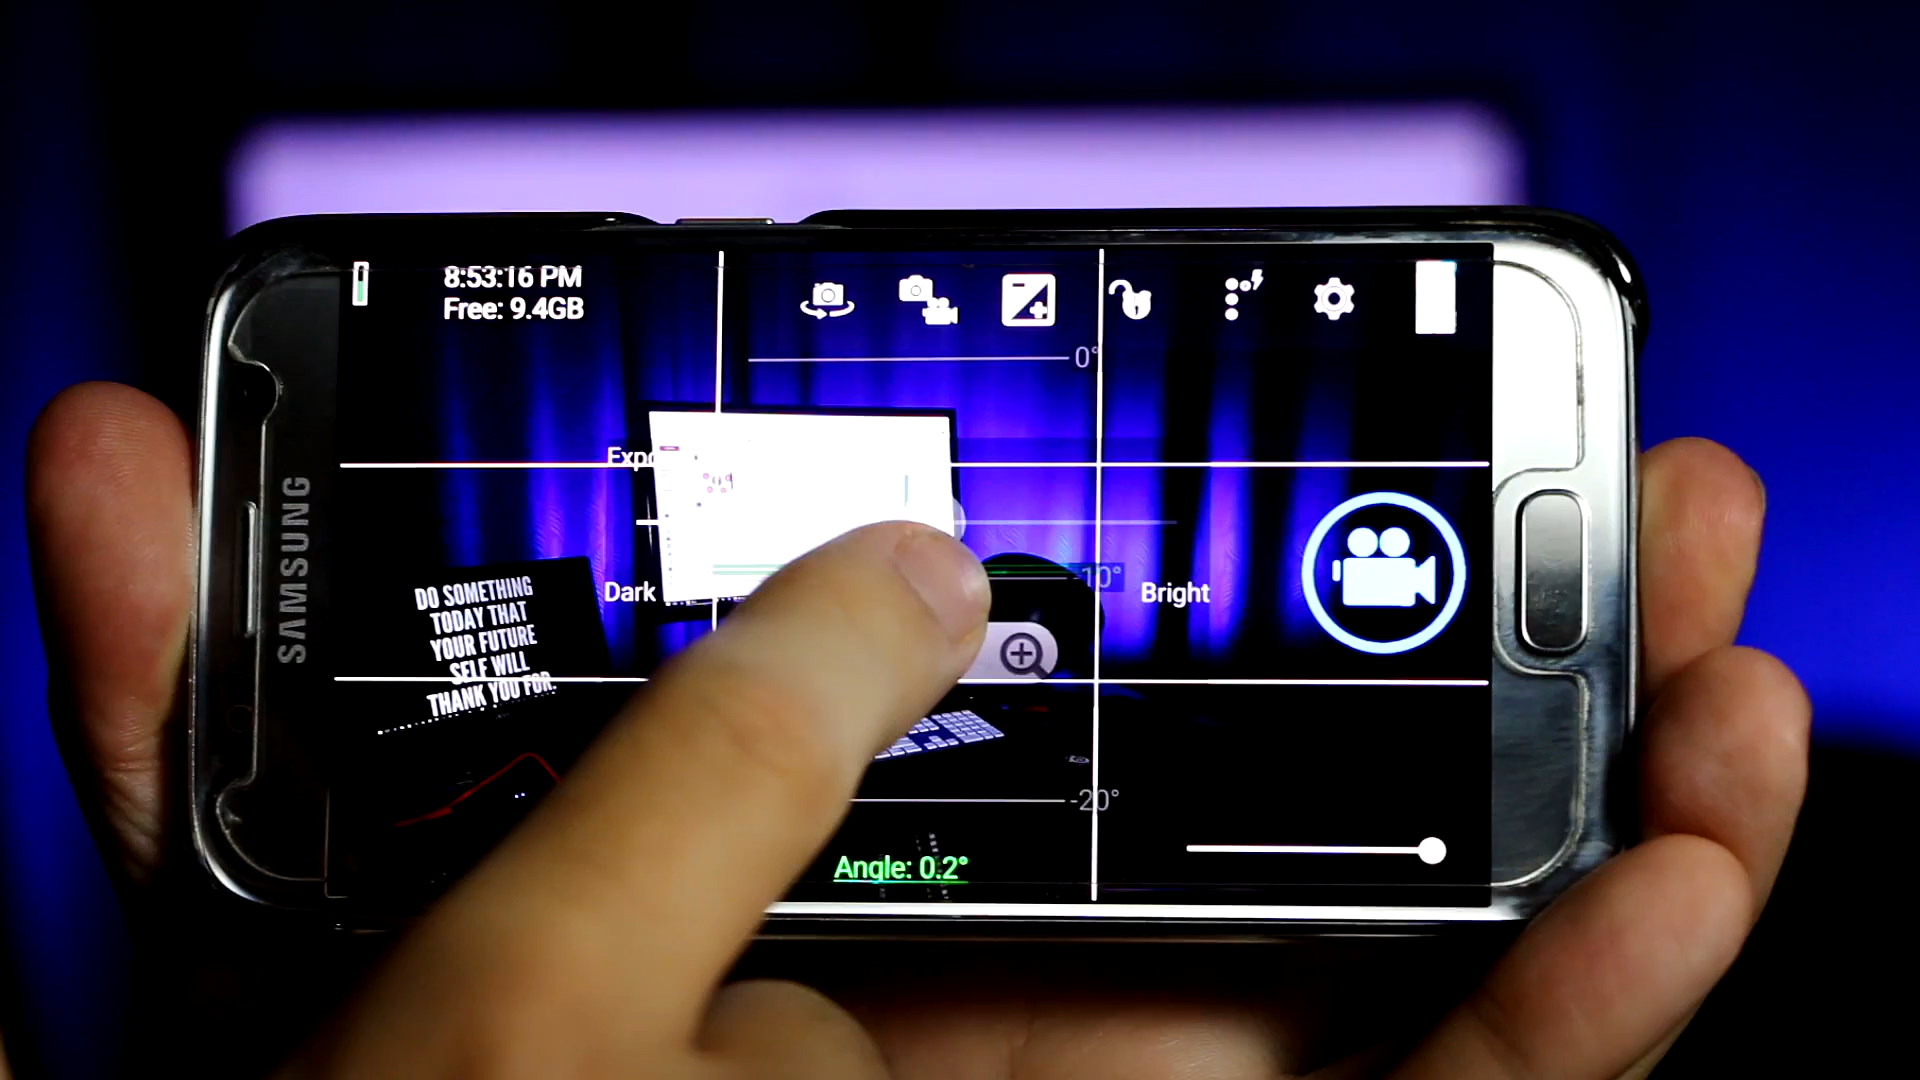 8:53:16 PM
Free: 9.4GB
0°
Dark
-10°
Bright
SAMSUNG
DO SOMETHING
TODAY THAT
YOUR FUTURE
SELF WILL
THANK YOU FOR.
-20°
Angle: 0.2°